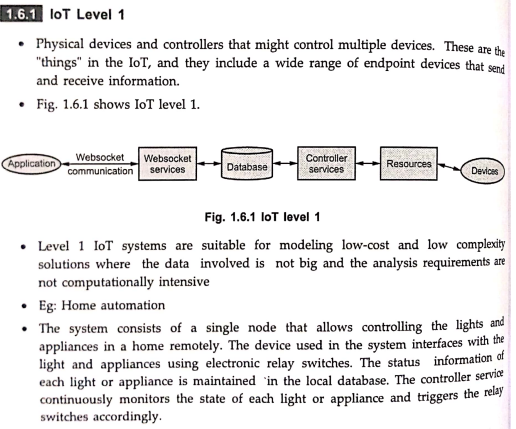 1.6.1 IoT Level 1
• Physical devices and controllers that might control multiple devices. These are the
"things" in the IoT, and they include a wide range of endpoint devices that send
and receive information.
• Fig. 1.6.1 shows IoT level 1.
Application
Websocket
communication
Websocket
services
Database
Controller
services
Resources
Devices
Fig. 1.6.1 IoT level 1
• Level 1 IoT systems are suitable for modeling low-cost and low complexity
solutions where the data involved is not big and the analysis requirements are
not computationally intensive
• Eg: Home automation
• The system consists of a single node that allows controlling the lights and
appliances in a home remotely. The device used in the system interfaces with the
light and appliances using electronic relay switches. The status information of
each light or appliance is maintained in the local database. The controller service
continuously monitors the state of each light or appliance and triggers the relay
switches accordingly.